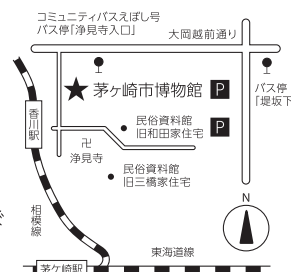 コミュニティバスえぼし号
バス停「浄見寺入口」
大岡越前通り
★茅ヶ崎市博物館 P
バス停
「堤坂下
民俗資料館
旧和田家住宅
P
香川駅
卍
浄見寺
民俗資料館
旧三橋家住宅
N
相模線
東海道線
茅ケ崎駅